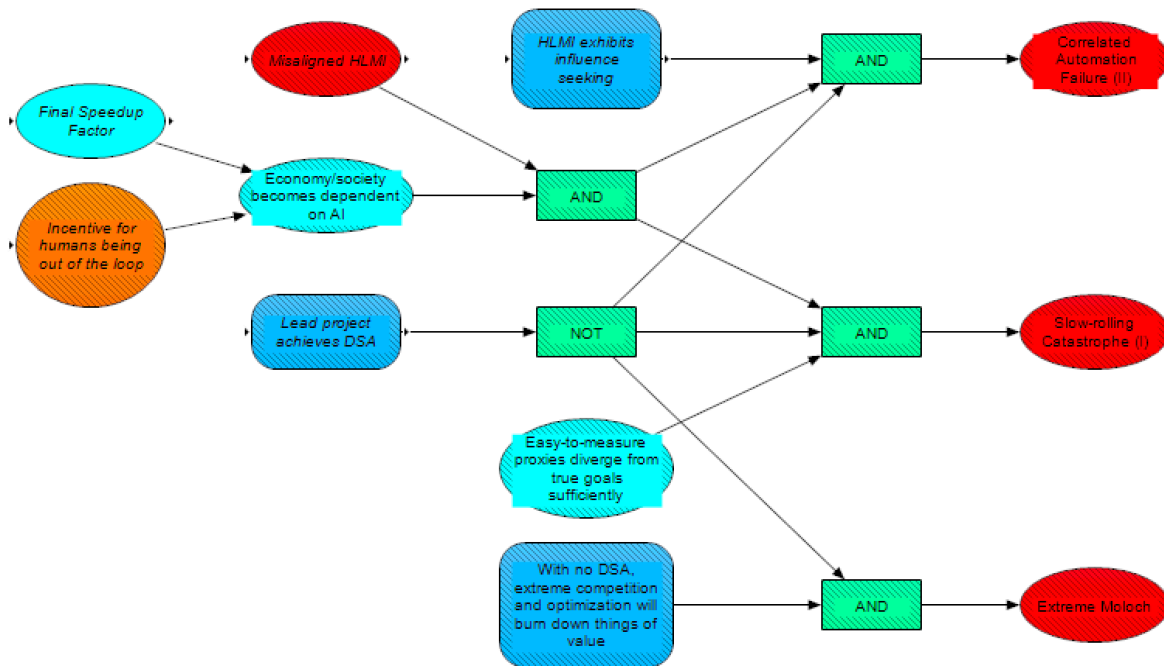 HLMI exhibits
influence
seeking
AND
Correlated
Automation
Failure (II)
Misaligned HLMI
Final Speedup
Factor
Economy/society
becomes dependent
on AI
AND
Incentive for
humans being
out of the loop
Lead project
achieves DSA
NOT
AND
Slow-rolling
Catastrophe (I)
Easy-to-measure
proxies diverge from
true goals
sufficiently
With no DSA,
extreme competition
and optimization will
burn down things of
value
AND
Extreme Moloch